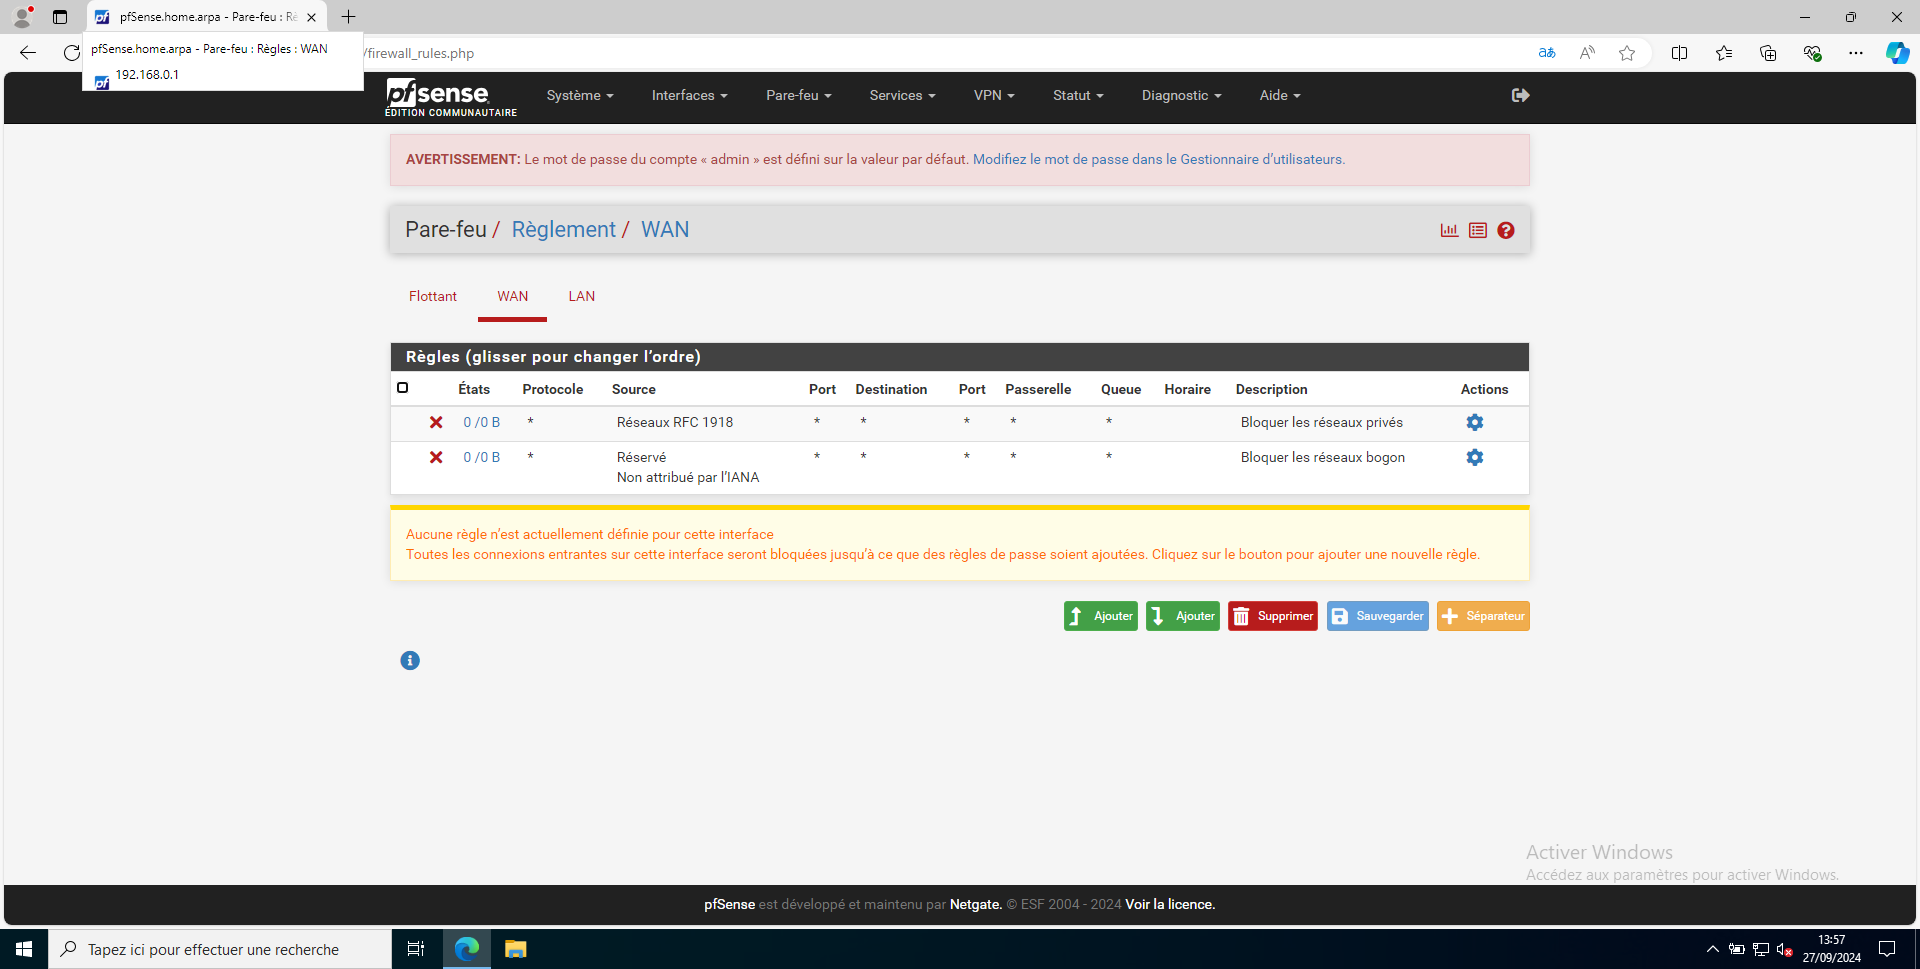 pfSense.home.arpa - Pare-feu : Rè
pfSense.home.arpa - Pare-feu : Règles : WAN
192.168.0.1
/firewall_rules.php
pfsense
ÉDITION COMMUNAUTAIRE
Système
Interfaces
Pare-feu
Services
VPN
Statut
Diagnostic
Aide
AVERTISSEMENT: Le mot de passe du compte « admin » est défini sur la valeur par défaut. Modifiez le mot de passe dans le Gestionnaire d’utilisateurs.
Pare-feu / Règlement / WAN
Flottant WAN LAN
Règles (glisser pour changer l’ordre)
États Protocole Source Port Destination Port Passerelle Queue Horaire Description Actions
0 /0 B * Réseaux RFC 1918 * * * * * Bloquer les réseaux privés
0 /0 B * Réservé * * * * * Bloquer les réseaux bogon
Non attribué par l’IANA
Aucune règle n’est actuellement définie pour cette interface
Toutes les connexions entrantes sur cette interface seront bloquées jusqu’à ce que des règles de passe soient ajoutées. Cliquez sur le bouton pour ajouter une nouvelle règle.
Ajouter Ajouter Supprimer Sauvegarder Séparateur
Activer Windows
Accédez aux paramètres pour activer Windows.
pfSense est développé et maintenu par Netgate. © ESF 2004 - 2024 Voir la licence.
Tapez ici pour effectuer une recherche
13:57
27/09/2024